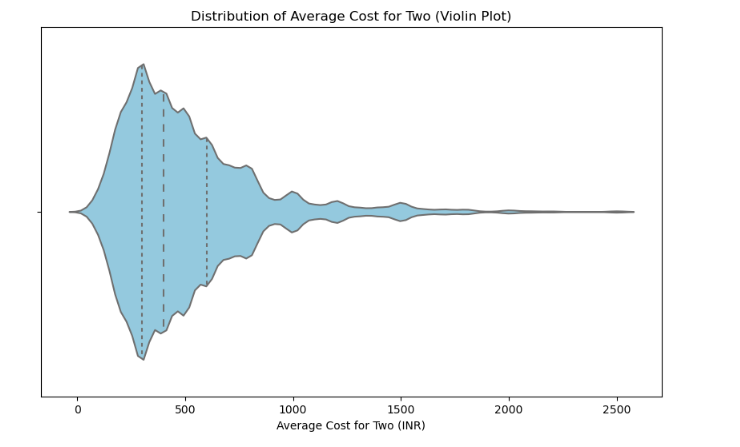 Distribution of Average Cost for Two (Violin Plot)
0 500 1000 1500 2000 2500
Average Cost for Two (INR)